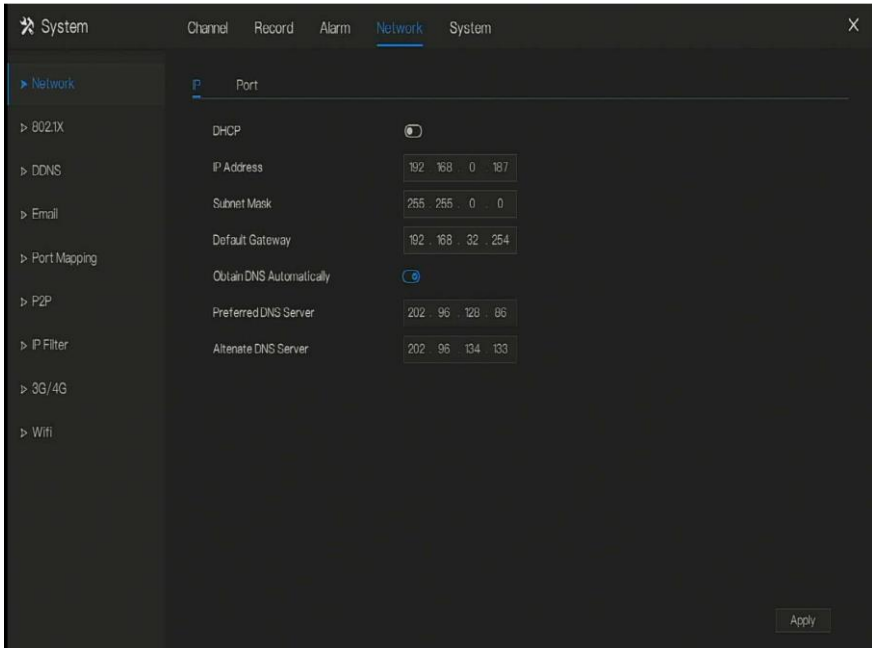 System Channel Record Alarm Network System X
Network
802.1X
DDNS
Email
Port Mapping
P2P
IP Filter
3G/4G
Wifi
IP Port
DHCP
IP Address 192 . 168 . 0 . 187
Subnet Mask 255 . 255 . 0 . 0
Default Gateway 192 . 168 . 32 . 254
Obtain DNS Automatically
Preferred DNS Server 202 . 96 . 128 . 86
Altenate DNS Server 202 . 96 . 134 . 133
Apply